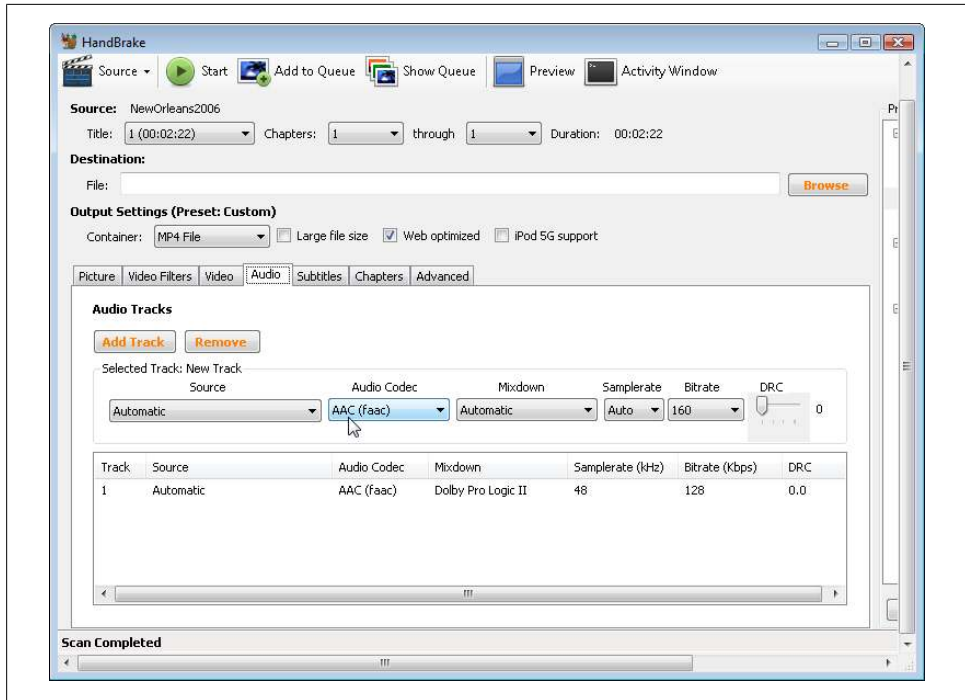 HandBrake
Source Start Add to Queue Show Queue Preview Activity Window
Source: NewOrleans2006 Pr
Title: 1 (00:02:22) Chapters: 1 through 1 Duration: 00:02:22
Destination:
File: Browse
Output Settings (Preset: Custom)
Container: MP4 File Large file size Web optimized iPod 5G support
Picture Video Filters Video Audio Subtitles Chapters Advanced
Audio Tracks
Add Track Remove
Selected Track: New Track
Source Audio Codec Mixdown Samplerate Bitrate DRC
Automatic AAC (faac) Automatic Auto 160 0
Track Source Audio Codec Mixdown Samplerate (kHz) Bitrate (Kbps) DRC
1 Automatic AAC (faac) Dolby Pro Logic II 48 128 0.0
Scan Completed